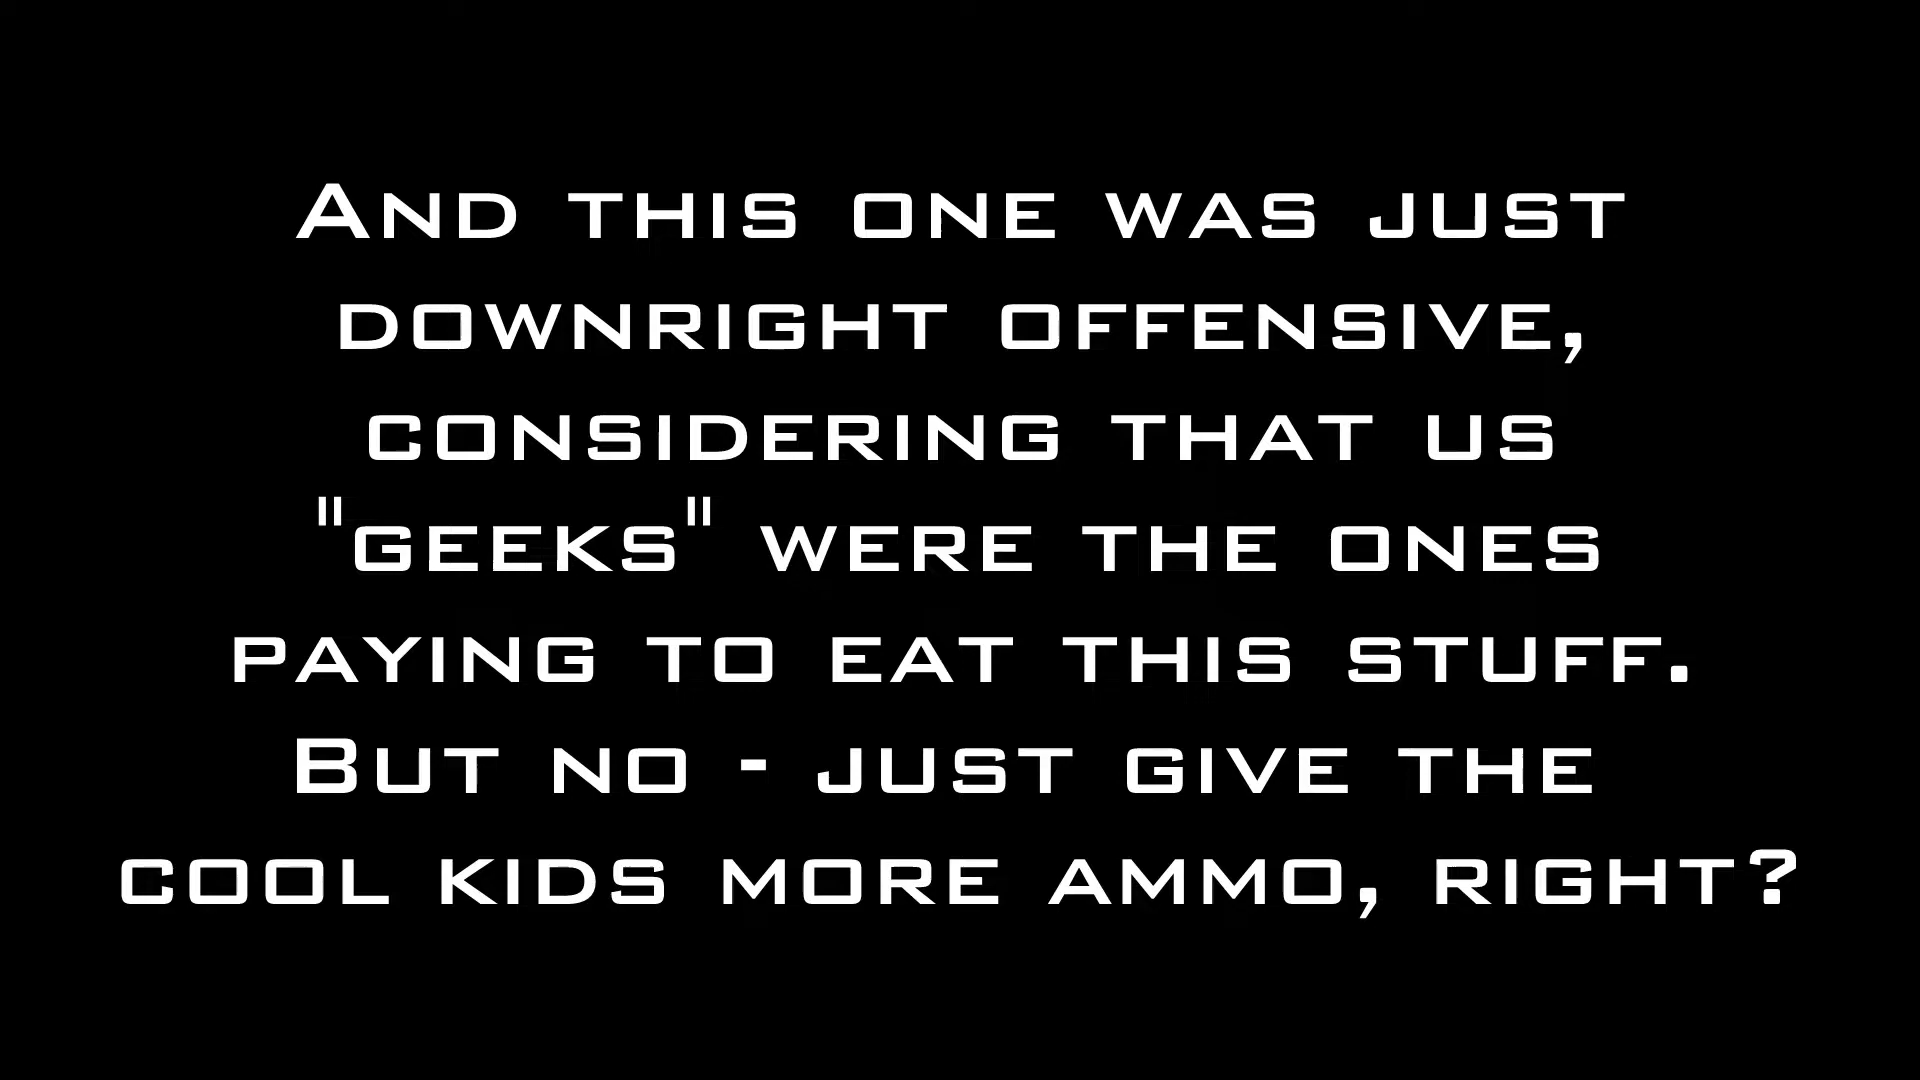 And this one was just
downright offensive,
considering that us
"geeks" were the ones
paying to eat this stuff.
But no - just give the
cool kids more ammo, right?